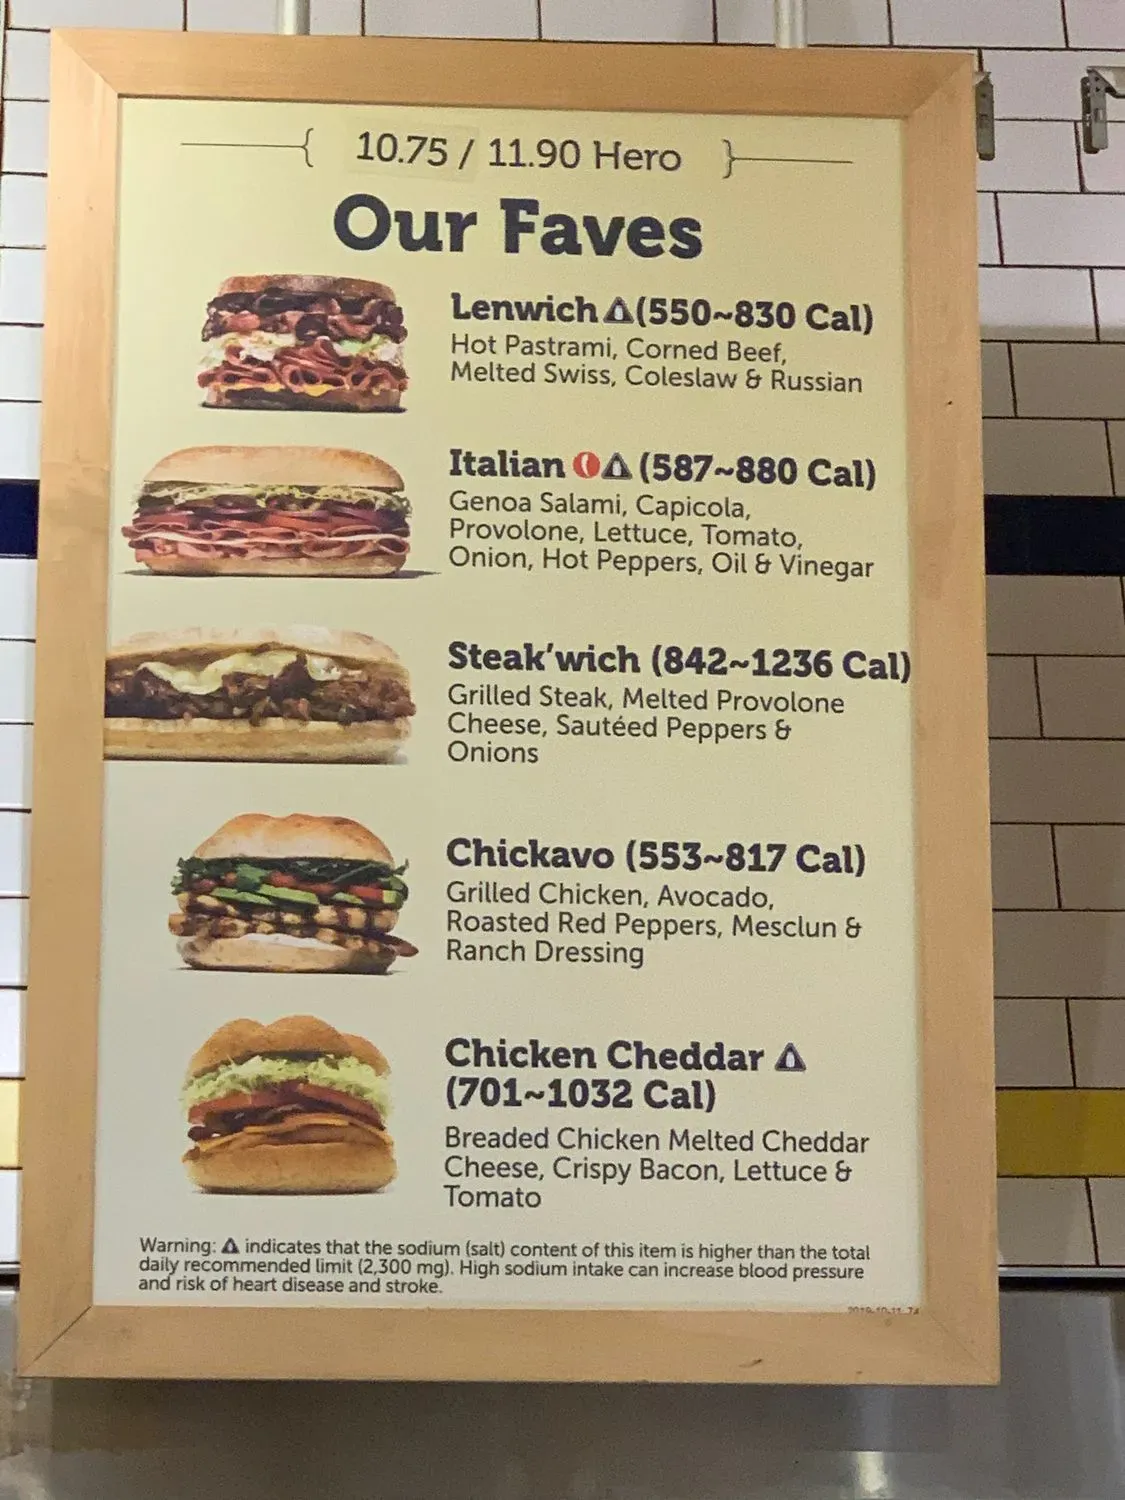 10.75 / 11.90 Hero
Our Faves
Lenwich (550~830 Cal)
Hot Pastrami, Corned Beef,
Melted Swiss, Coleslaw & Russian
Italian (587~880 Cal)
Genoa Salami, Capicola,
Provolone, Lettuce, Tomato,
Onion, Hot Peppers, Oil & Vinegar
Steak'wich (842~1236 Cal)
Grilled Steak, Melted Provolone
Cheese, Sautéed Peppers &
Onions
Chickavo (553~817 Cal)
Grilled Chicken, Avocado,
Roasted Red Peppers, Mesclun &
Ranch Dressing
Chicken Cheddar
(701~1032 Cal)
Breaded Chicken Melted Cheddar
Cheese, Crispy Bacon, Lettuce &
Tomato
Warning: indicates that the sodium (salt) content of this item is higher than the total
daily recommended limit (2,300 mg). High sodium intake can increase blood pressure
and risk of heart disease and stroke.